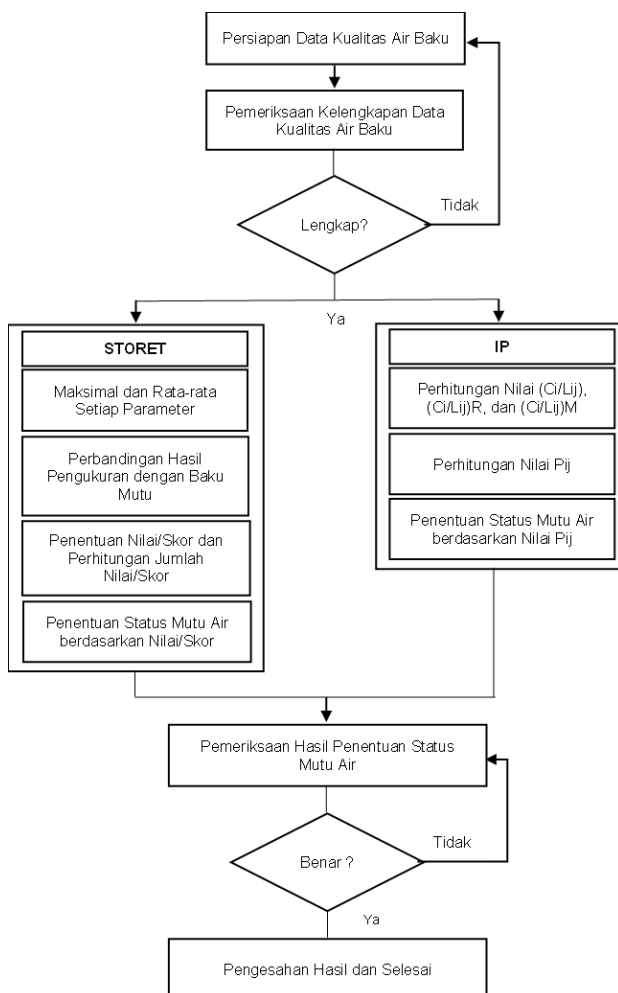 Persiapan Data Kualitas Air Baku
Pemeriksaan Kelengkapan Data
Kualitas Air Baku
Lengkap?
Tidak
Ya
STORET
Maksimal dan Rata-rata
Setiap Parameter
Perbandingan Hasil
Pengukuran dengan Baku
Mutu
Penentuan Nilai/Skor dan
Perhitungan Jumlah
Nilai/Skor
Penentuan Status Mutu Air
berdasarkan Nilai/Skor
IP
Perhitungan Nilai (Ci/Lij),
(Ci/Lij)R, dan (Ci/Lij)M
Perhitungan Nilai Pij
Penentuan Status Mutu Air
berdasarkan Nilai Pij
Pemeriksaan Hasil Penentuan Status
Mutu Air
Benar ?
Tidak
Ya
Pengesahan Hasil dan Selesai